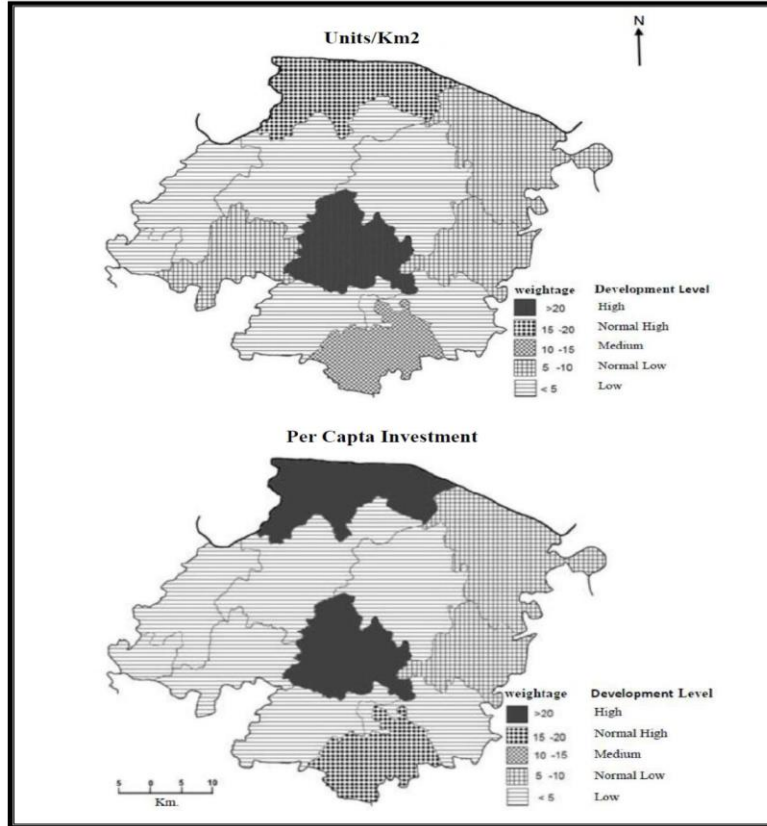 Units/Km2
N
weightage Development Level
>20 High
15 -20 Normal High
10 -15 Medium
5 -10 Normal Low
< 5 Low
Per Capta Investment
weightage Development Level
>20 High
15 -20 Normal High
10 -15 Medium
5 -10 Normal Low
< 5 Low
5 0 10
Km.